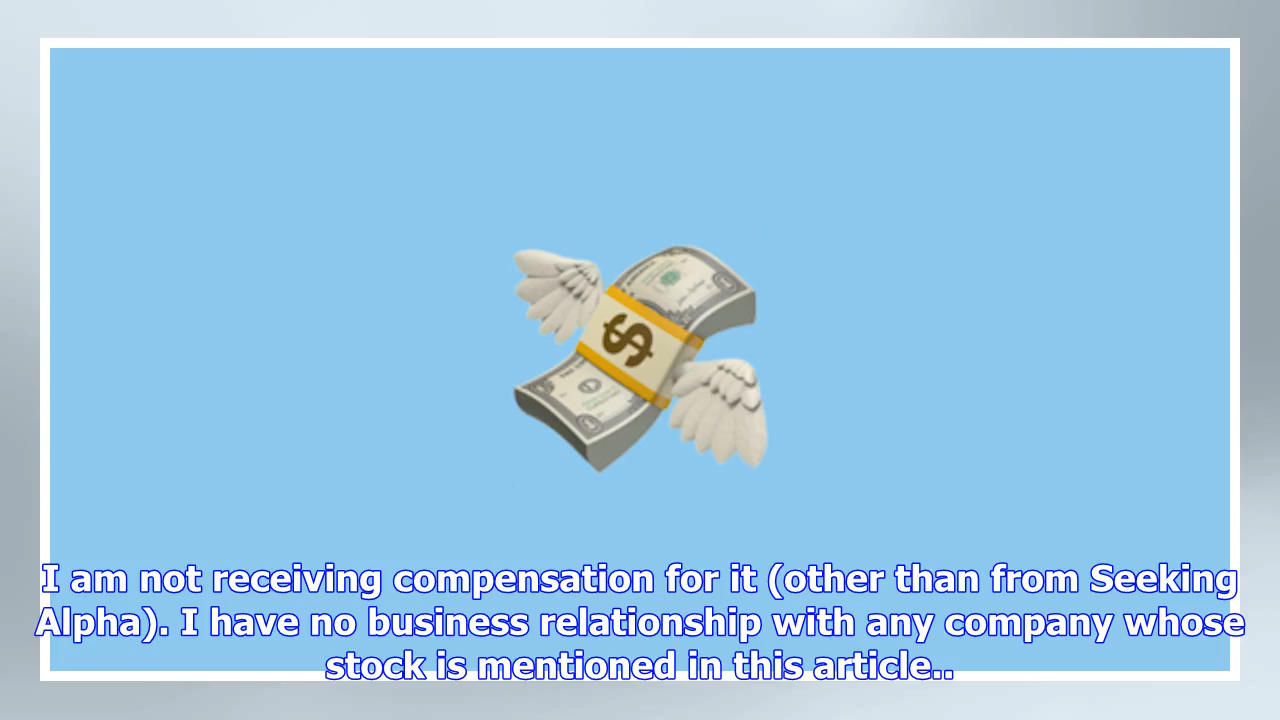 $
I am not receiving compensation for it (other than from Seeking
Alpha). I have no business relationship with any company whose
stock is mentioned in this article..